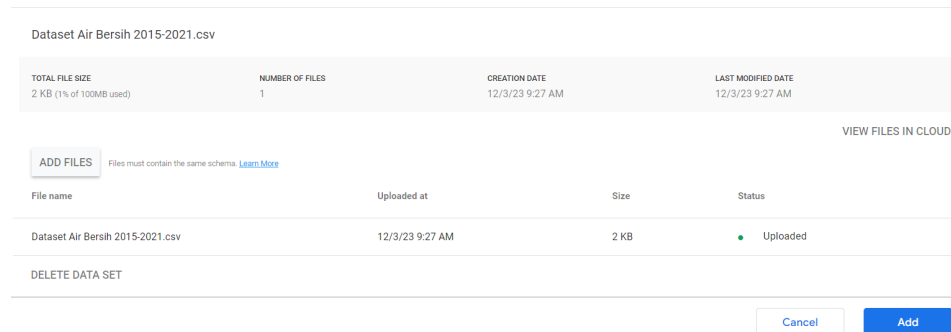 Dataset Air Bersih 2015-2021.csv
TOTAL FILE SIZE NUMBER OF FILES CREATION DATE LAST MODIFIED DATE
2 KB (1% of 100MB used) 1 12/3/23 9:27 AM 12/3/23 9:27 AM
VIEW FILES IN CLOUD
ADD FILES Files must contain the same schema. Learn More
File name Uploaded at Size Status
Dataset Air Bersih 2015-2021.csv 12/3/23 9:27 AM 2 KB Uploaded
DELETE DATA SET
Cancel Add